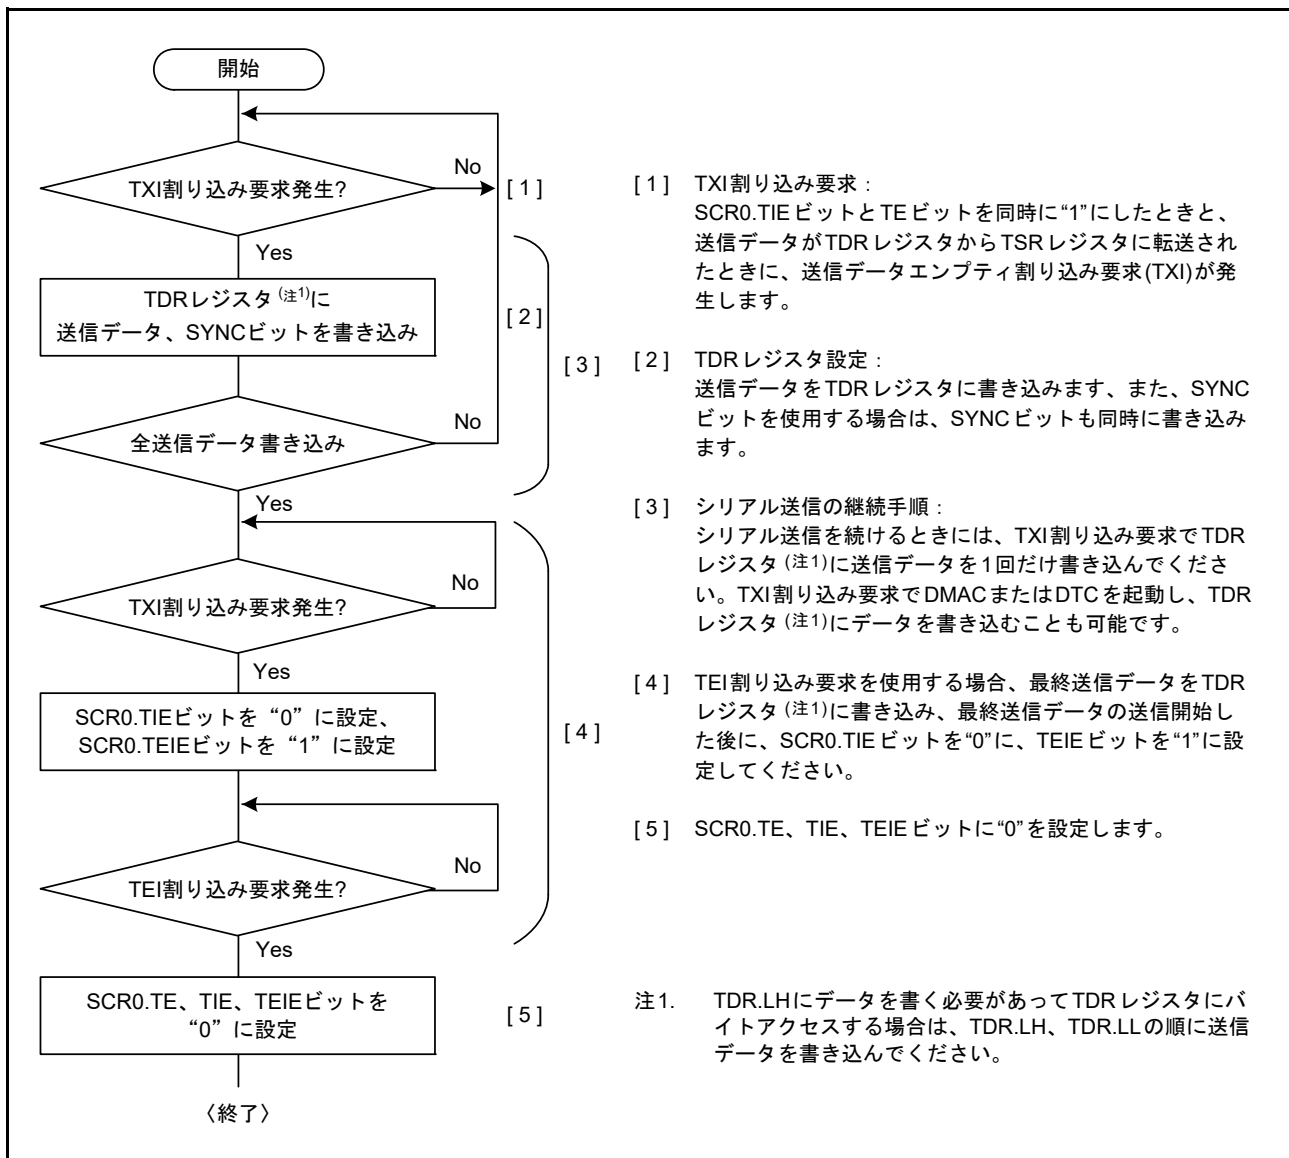 開始
TXI割り込み要求発生?
No
[ 1 ]
Yes
TDRレジスタ(注1)に
送信データ、SYNCビットを書き込み
[ 2 ]
[ 3 ]
全送信データ書き込み
No
Yes
TXI割り込み要求発生?
No
Yes
SCR0.TIEビットを“0”に設定、
SCR0.TEIEビットを“1”に設定
[ 4 ]
TEI割り込み要求発生?
No
Yes
SCR0.TE、TIE、TEIEビットを
“0”に設定
[ 5 ]
〈終了〉
[ 1 ] TXI割り込み要求：
SCR0.TIEビットとTEビットを同時に“1”にしたときと、
送信データがTDRレジスタからTSRレジスタに転送され
たときに、送信データエンプティ割り込み要求(TXI)が発
生します。
[ 2 ] TDRレジスタ設定：
送信データをTDRレジスタに書き込みます、また、SYNC
ビットを使用する場合は、SYNCビットも同時に書き込み
ます。
[ 3 ] シリアル送信の継続手順：
シリアル送信を続けるときには、TXI割り込み要求でTDR
レジスタ(注1)に送信データを1回だけ書き込んでくださ
い。TXI割り込み要求でDMACまたはDTCを起動し、TDR
レジスタ(注1)にデータを書き込むことも可能です。
[ 4 ] TEI割り込み要求を使用する場合、最終送信データをTDR
レジスタ(注1)に書き込み、最終送信データの送信開始し
た後に、SCR0.TIEビットを“0”に、TEIEビットを“1”に設
定してください。
[ 5 ] SCR0.TE、TIE、TEIEビットに“0”を設定します。
注1. TDR.LHにデータを書く必要があってTDRレジスタにバ
イトアクセスする場合は、TDR.LH、TDR.LLの順に送信
データを書き込んでください。